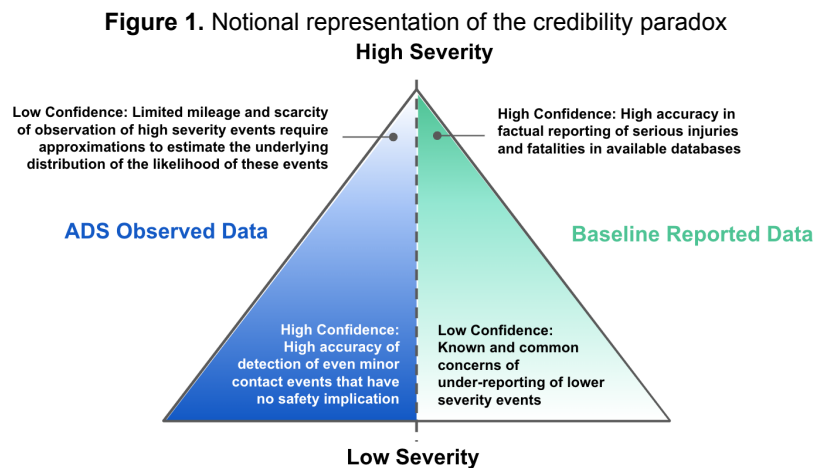 Figure 1. Notional representation of the credibility paradox
High Severity
Low Confidence: Limited mileage and scarcity
of observation of high severity events require
approximations to estimate the underlying
distribution of the likelihood of these events
High Confidence: High accuracy in
factual reporting of serious injuries
and fatalities in available databases
ADS Observed Data
Baseline Reported Data
High Confidence:
High accuracy of
detection of even minor
contact events that have
no safety implication
Low Confidence:
Known and common
concerns of
under-reporting of lower
severity events
Low Severity